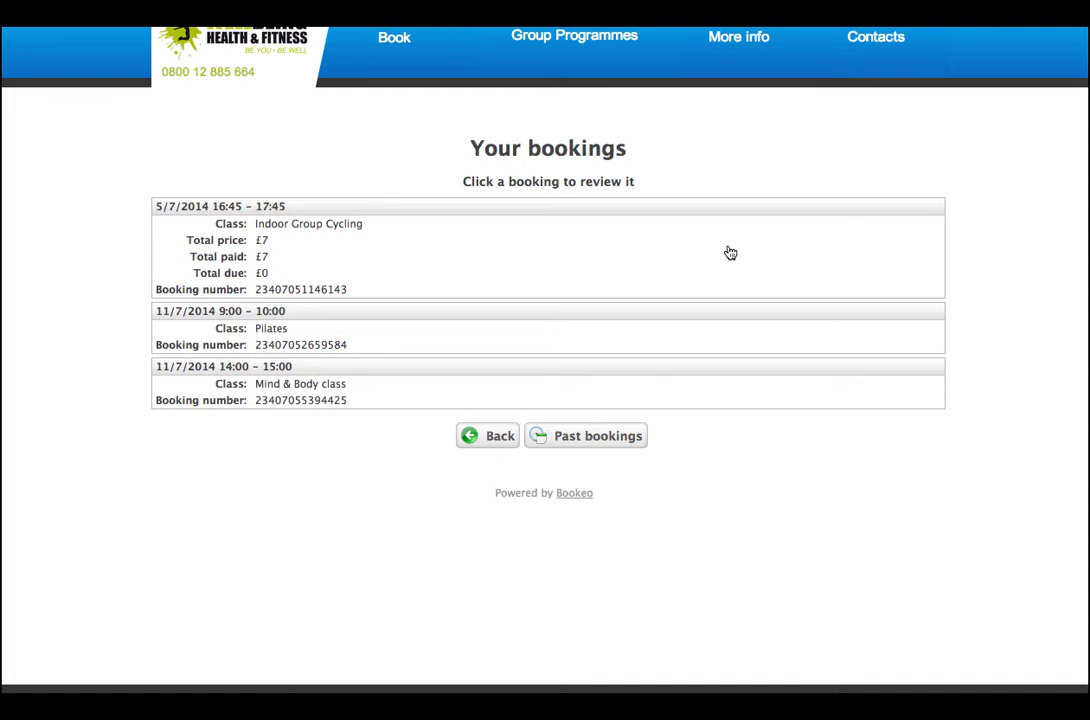 HEALTH & FITNESS
BE YOU • BE WELL
0800 12 885 664
Book
Group Programmes
More info
Contacts
Your bookings
Click a booking to review it
5/7/2014 16:45 - 17:45
Class: Indoor Group Cycling
Total price: £7
Total paid: £7
Total due: £0
Booking number: 23407051146143
11/7/2014 9:00 - 10:00
Class: Pilates
Booking number: 23407052659584
11/7/2014 14:00 - 15:00
Class: Mind & Body class
Booking number: 23407055394425
Back
Past bookings
Powered by Bookeo